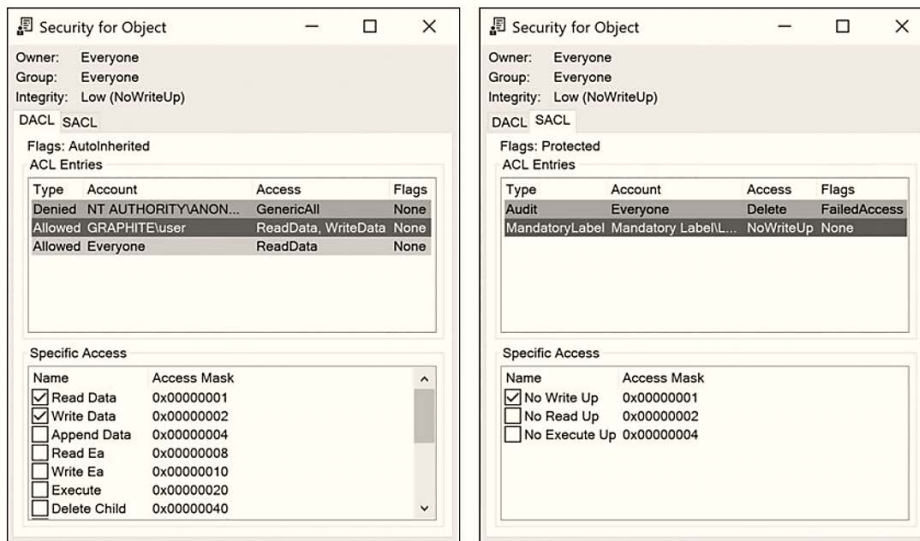 Security for Object
Owner: Everyone
Group: Everyone
Integrity: Low (NoWriteUp)
DACL SACL
Flags: AutoInherited
ACL Entries
Type Account Access Flags
Denied NT AUTHORITY\ANON... GenericAll None
Allowed GRAPHITE\user ReadData, WriteData None
Allowed Everyone ReadData None
Specific Access
Name Access Mask
Read Data 0x00000001
Write Data 0x00000002
Append Data 0x00000004
Read Ea 0x00000008
Write Ea 0x00000010
Execute 0x00000020
Delete Child 0x00000040
Security for Object
Owner: Everyone
Group: Everyone
Integrity: Low (NoWriteUp)
DACL SACL
Flags: Protected
ACL Entries
Type Account Access Flags
Audit Everyone Delete FailedAccess
MandatoryLabel Mandatory Label\L... NoWriteUp None
Specific Access
Name Access Mask
No Write Up 0x00000001
No Read Up 0x00000002
No Execute Up 0x00000004